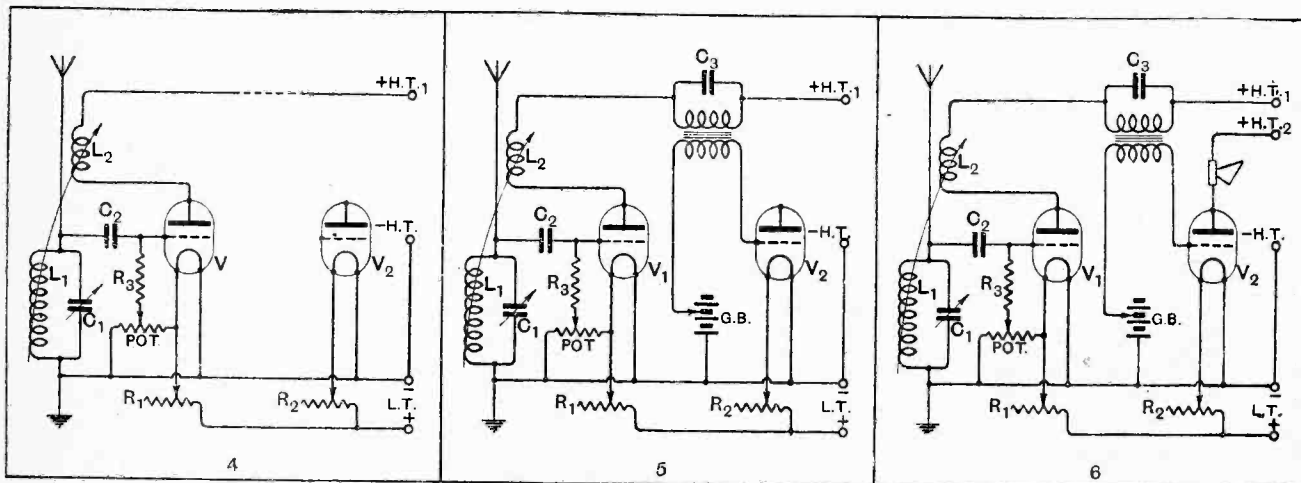 +H.T.1
L2
C2
V
-H.T.
V2
L1
R3
C1
POT.
R1
R2
L.T.
-
+
4
C3
+H.T.1
L2
C2
V1
-H.T.
V2
L1
R3
C1
POT.
G.B.
R1
R2
L.T.
-
+
5
C3
+H.T.1
+H.T.2
L2
C2
V1
-H.T.
V2
L1
R3
C1
POT.
G.B.
R1
R2
L.T.
-
+
6